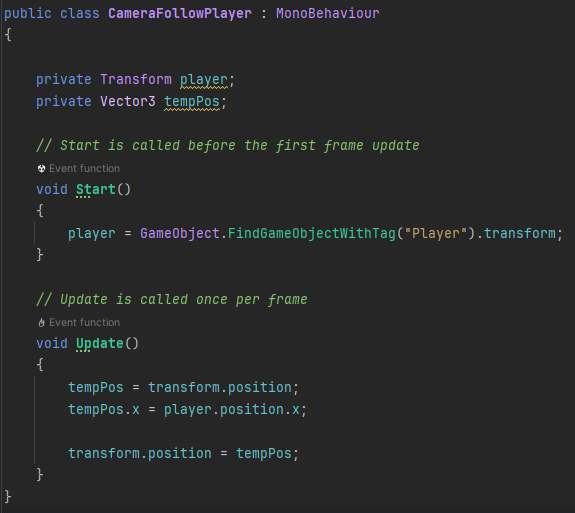 public class CameraFollowPlayer : MonoBehaviour
{
private Transform player;
private Vector3 tempPos;
// Start is called before the first frame update
Event function
void Start()
{
player = GameObject.FindGameObjectWithTag("Player").transform;
}
// Update is called once per frame
Event function
void Update()
{
tempPos = transform.position;
tempPos.x = player.position.x;
transform.position = tempPos;
}
}